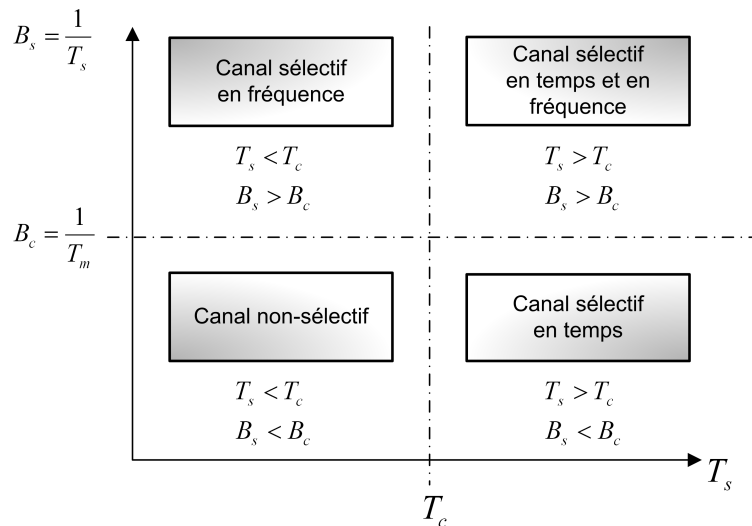 B_s = 1/T_s
Canal sélectif
en fréquence
T_s < T_c
B_s > B_c
Canal sélectif
en temps et en
fréquence
T_s > T_c
B_s > B_c
B_c = 1/T_m
Canal non-sélectif
T_s < T_c
B_s < B_c
Canal sélectif
en temps
T_s > T_c
B_s < B_c
T_s
T_c